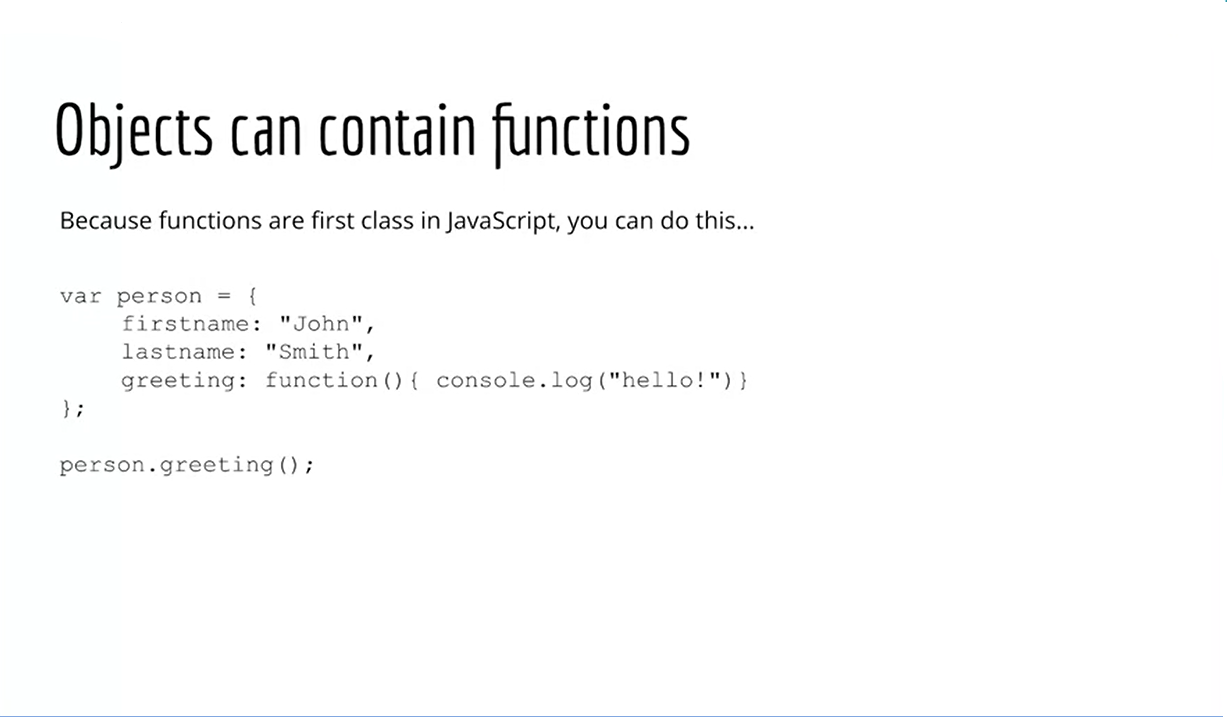 Objects can contain functions
Because functions are first class in JavaScript, you can do this...
var person = {
firstname: "John",
lastname: "Smith",
greeting: function(){ console.log("hello!")}
};
person.greeting();